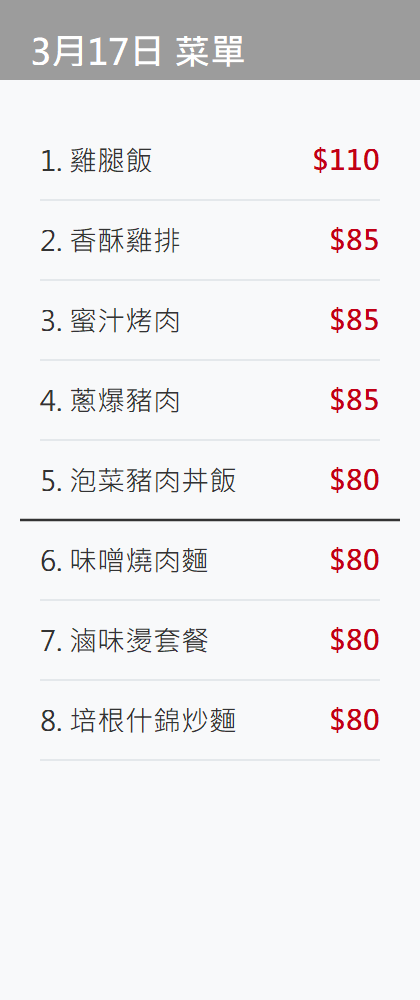 3月17日 菜單
1. 雞腿飯 $110
2. 香酥雞排 $85
3. 蜜汁烤肉 $85
4. 蔥爆豬肉 $85
5. 泡菜豬肉丼飯 $80
6. 味噌燒肉麵 $80
7. 滷味燙套餐 $80
8. 培根什錦炒麵 $80